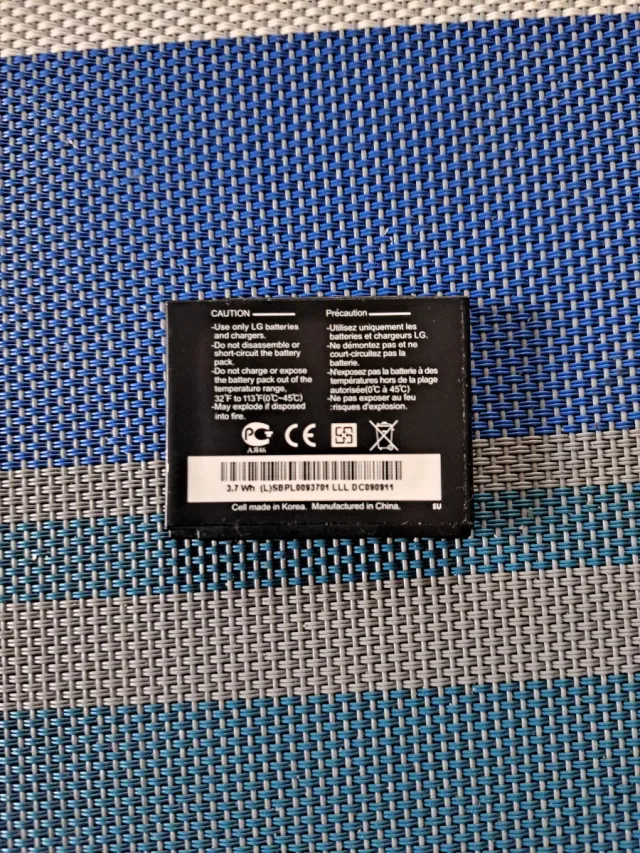 CAUTION
-Use only LG batteries
and chargers.
-Do not disassemble or
short-circuit the battery
pack.
-Do not charge or expose
the battery pack out of the
temperature range,
32°F to 113°F(0°C~45°C)
-May explode if disposed
into fire.
Précaution
-Utilisez uniquement les
batteries et chargeurs LG.
-Ne démontez pas et ne
court-circuitez pas la
batterie.
-N'exposez pas la batterie à des
températures hors de la plage
autorisée(0°C à 45°C)
-Ne pas exposer au feu
:risques d'explosion.
АЯ46
CE
3.7 Wh (L)SBPL0093701 LLL DC090911
Cell made in Korea. Manufactured in China.
EU